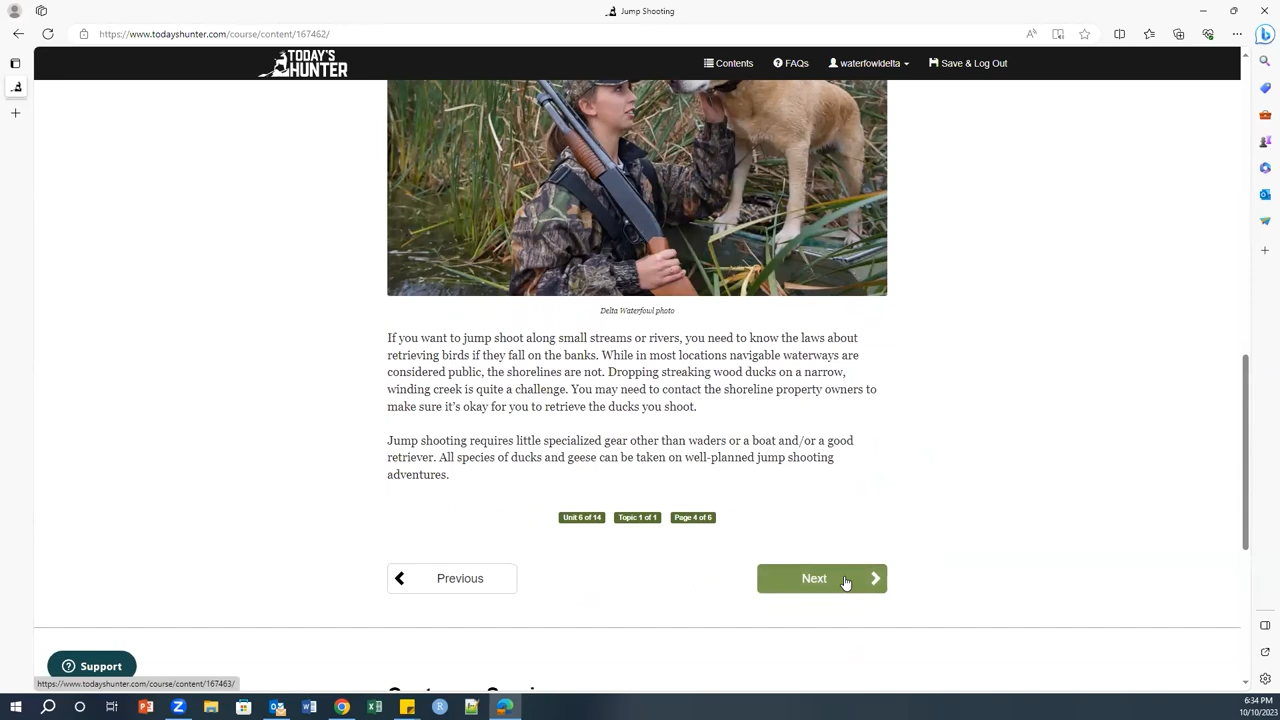 Jump Shooting
https://www.todayshunter.com/course/content/167462/
TODAY'S
HUNTER
Contents
FAQs
waterfowldelta
Save & Log Out
Delta Waterfowl photo
If you want to jump shoot along small streams or rivers, you need to know the laws about
retrieving birds if they fall on the banks. While in most locations navigable waterways are
considered public, the shorelines are not. Dropping streaking wood ducks on a narrow,
winding creek is quite a challenge. You may need to contact the shoreline property owners to
make sure it's okay for you to retrieve the ducks you shoot.
Jump shooting requires little specialized gear other than waders or a boat and/or a good
retriever. All species of ducks and geese can be taken on well-planned jump shooting
adventures.
Unit 6 of 14
Topic 1 of 1
Page 4 of 6
Previous
Next
Support
https://www.todayshunter.com/course/content/167463/
6:34 PM
10/10/2023